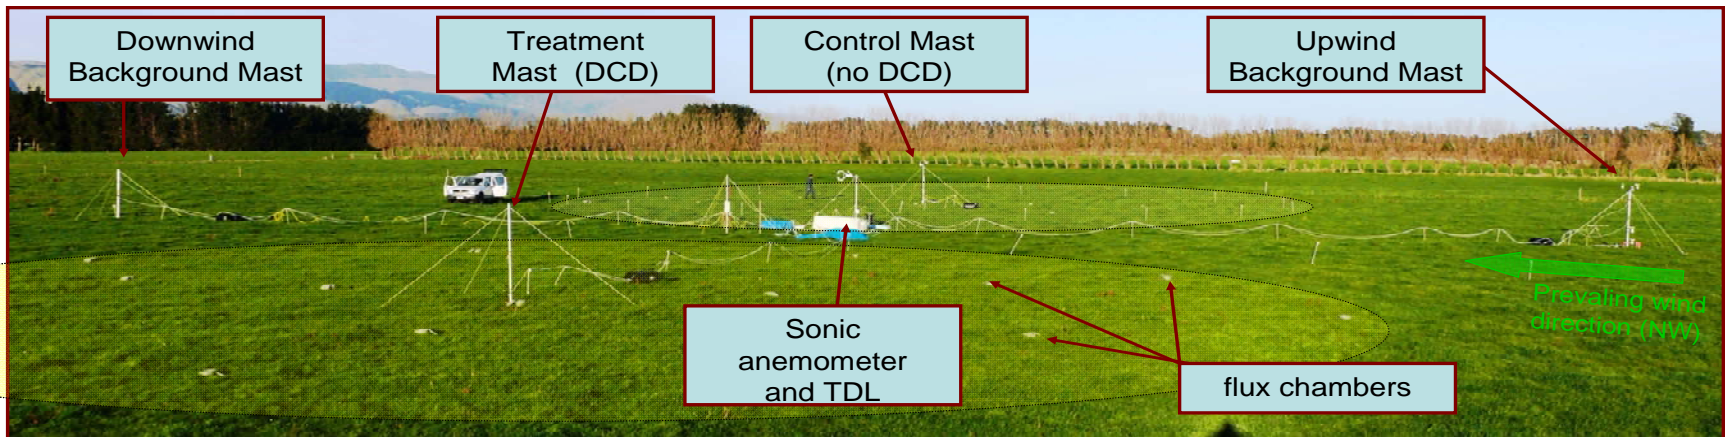 Downwind
Background Mast
Treatment
Mast (DCD)
Control Mast
(no DCD)
Upwind
Background Mast
Prevaling wind
direction (NW)
Sonic
anemometer
and TDL
flux chambers